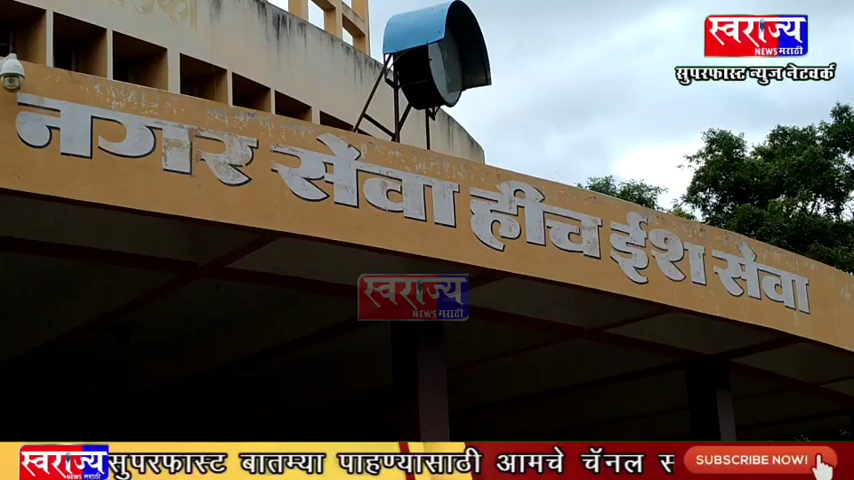 स्वराज्य
NEWS मराठी
सुपरफास्ट न्युज नेटवर्क
नगर सेवा हीच ईश सेवा
स्वराज्य
NEWS मराठी
स्वराज्य
NEWS मराठी
सुपरफास्ट बातम्या पाहण्यासाठी आमचे चॅनल स
SUBSCRIBE NOW!